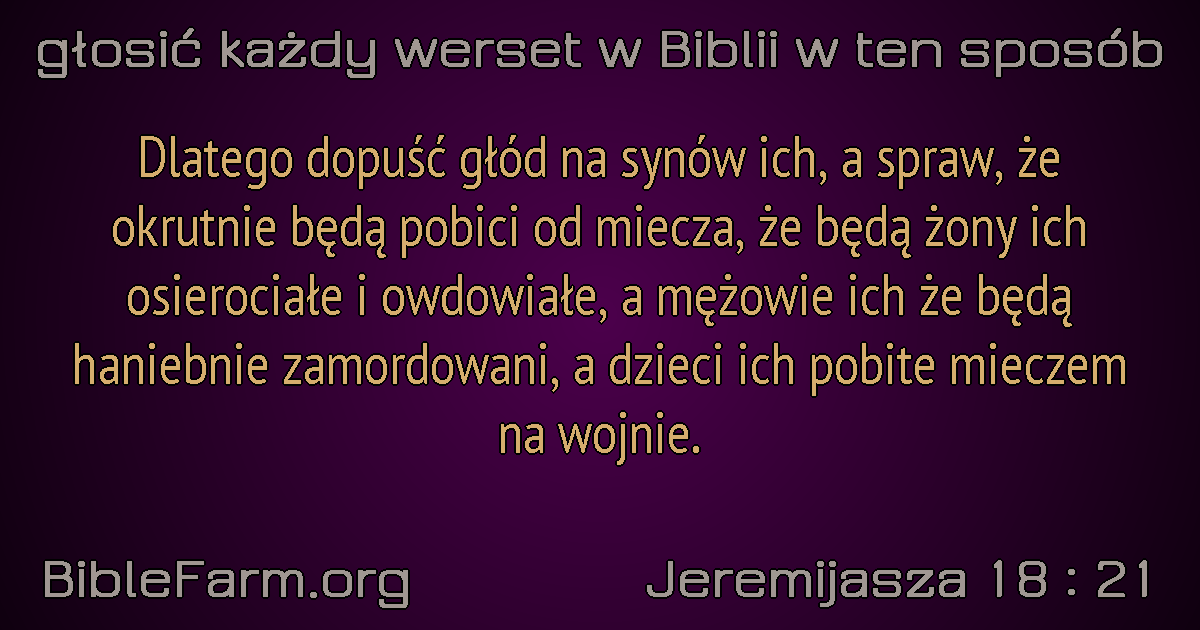 głosić każdy werset w Biblii w ten sposób
Dlatego dopuść głód na synów ich, a spraw, że
okrutnie będą pobici od miecza, że będą żony ich
osierociałe i owdowiałe, a mężowie ich że będą
haniebnie zamordowani, a dzieci ich pobite mieczem
na wojnie.
BibleFarm.org
Jeremijasza 18 : 21